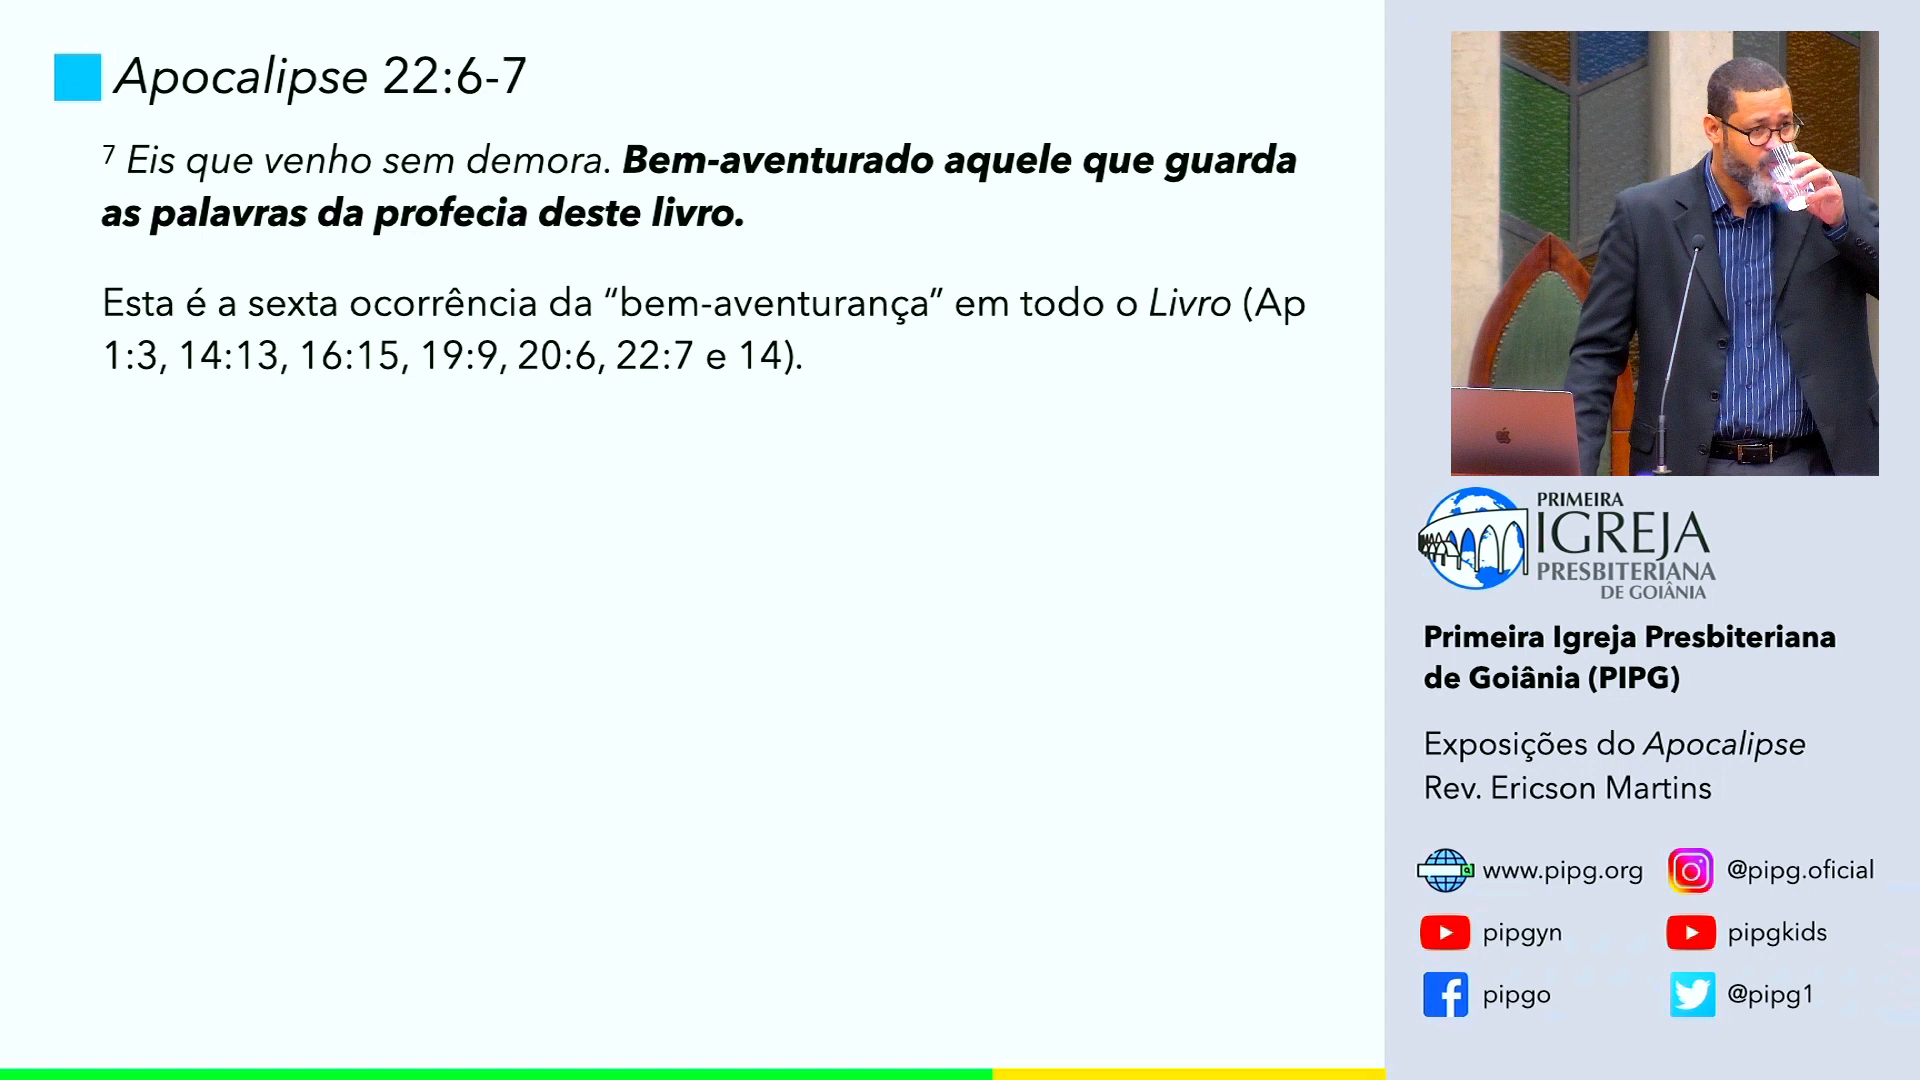 Apocalipse 22:6-7
⁷ Eis que venho sem demora. Bem-aventurado aquele que guarda
as palavras da profecia deste livro.
Esta é a sexta ocorrência da “bem-aventurança” em todo o Livro (Ap
1:3, 14:13, 16:15, 19:9, 20:6, 22:7 e 14).
PRIMEIRA
IGREJA
PRESBITERIANA
DE GOIÂNIA
Primeira Igreja Presbiteriana
de Goiânia (PIPG)
Exposições do Apocalipse
Rev. Ericson Martins
www.pipg.org
@pipg.oficial
pipgyn
pipgkids
pipgo
@pipg1